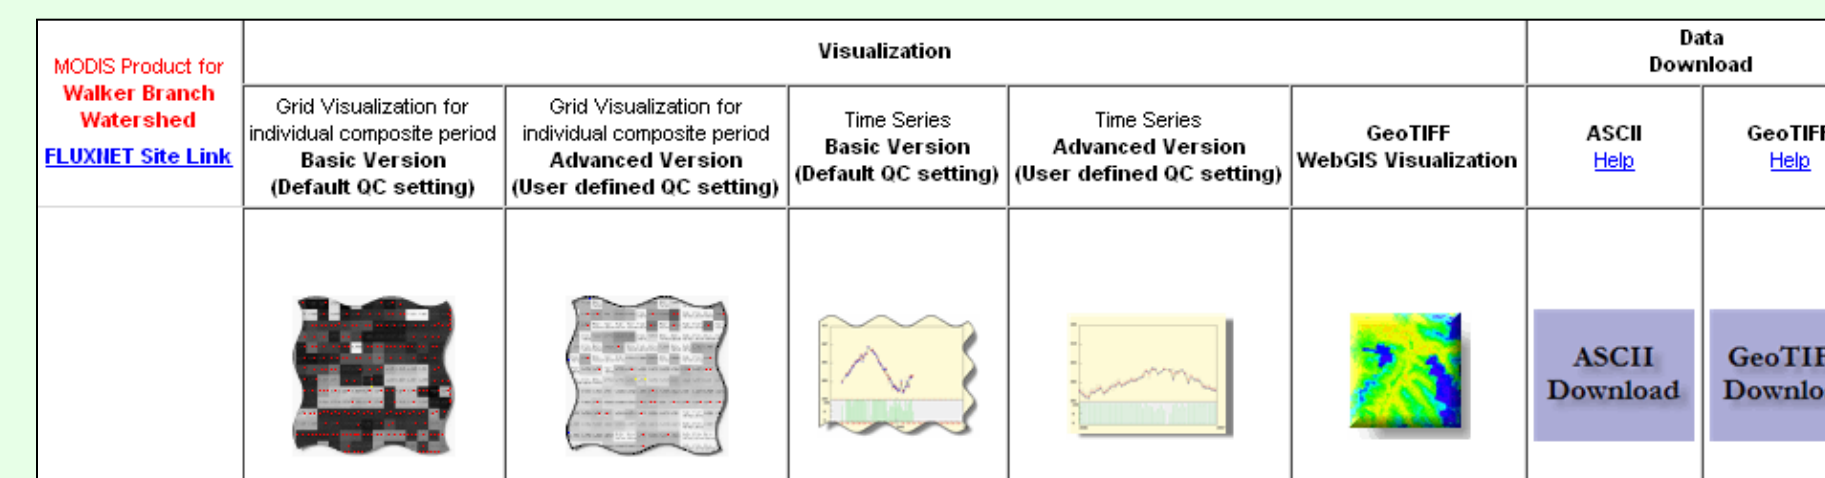 MODIS Product for
Walker Branch
Watershed
FLUXNET Site Link
Visualization
Data
Download
Grid Visualization for
individual composite period
Basic Version
(Default QC setting)
Grid Visualization for
individual composite period
Advanced Version
(User defined QC setting)
Time Series
Basic Version
(Default QC setting)
Time Series
Advanced Version
(User defined QC setting)
GeoTIFF
WebGIS Visualization
ASCII
Help
GeoTIFF
Help
ASCII
Download
GeoTIF
Downlo